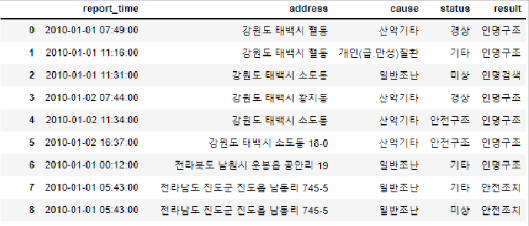 report_time address cause status result
0 2010-01-01 07:49:00 강원도 태백시 혈동 산악기타 경상 인명구조
1 2010-01-01 11:16:00 강원도 태백시 혈동 개인(급.만성)질환 기타 인명구조
2 2010-01-01 11:31:00 강원도 태백시 소도동 일반조난 미상 인명검색
3 2010-01-02 07:44:00 강원도 태백시 황지동 산악기타 경상 인명구조
4 2010-01-02 11:34:00 강원도 태백시 소도동 산악기타 안전구조 인명구조
5 2010-01-02 16:37:00 강원도 태백시 소도동 18-0 산악기타 안전구조 인명구조
6 2010-01-01 00:12:00 전라북도 남원시 운봉읍 공안리 19 일반조난 기타 인명구조
7 2010-01-01 05:43:00 전라남도 진도군 진도읍 남동리 745-5 일반조난 기타 안전조치
8 2010-01-01 05:43:00 전라남도 진도군 진도읍 남동리 745-5 일반조난 미상 안전조치